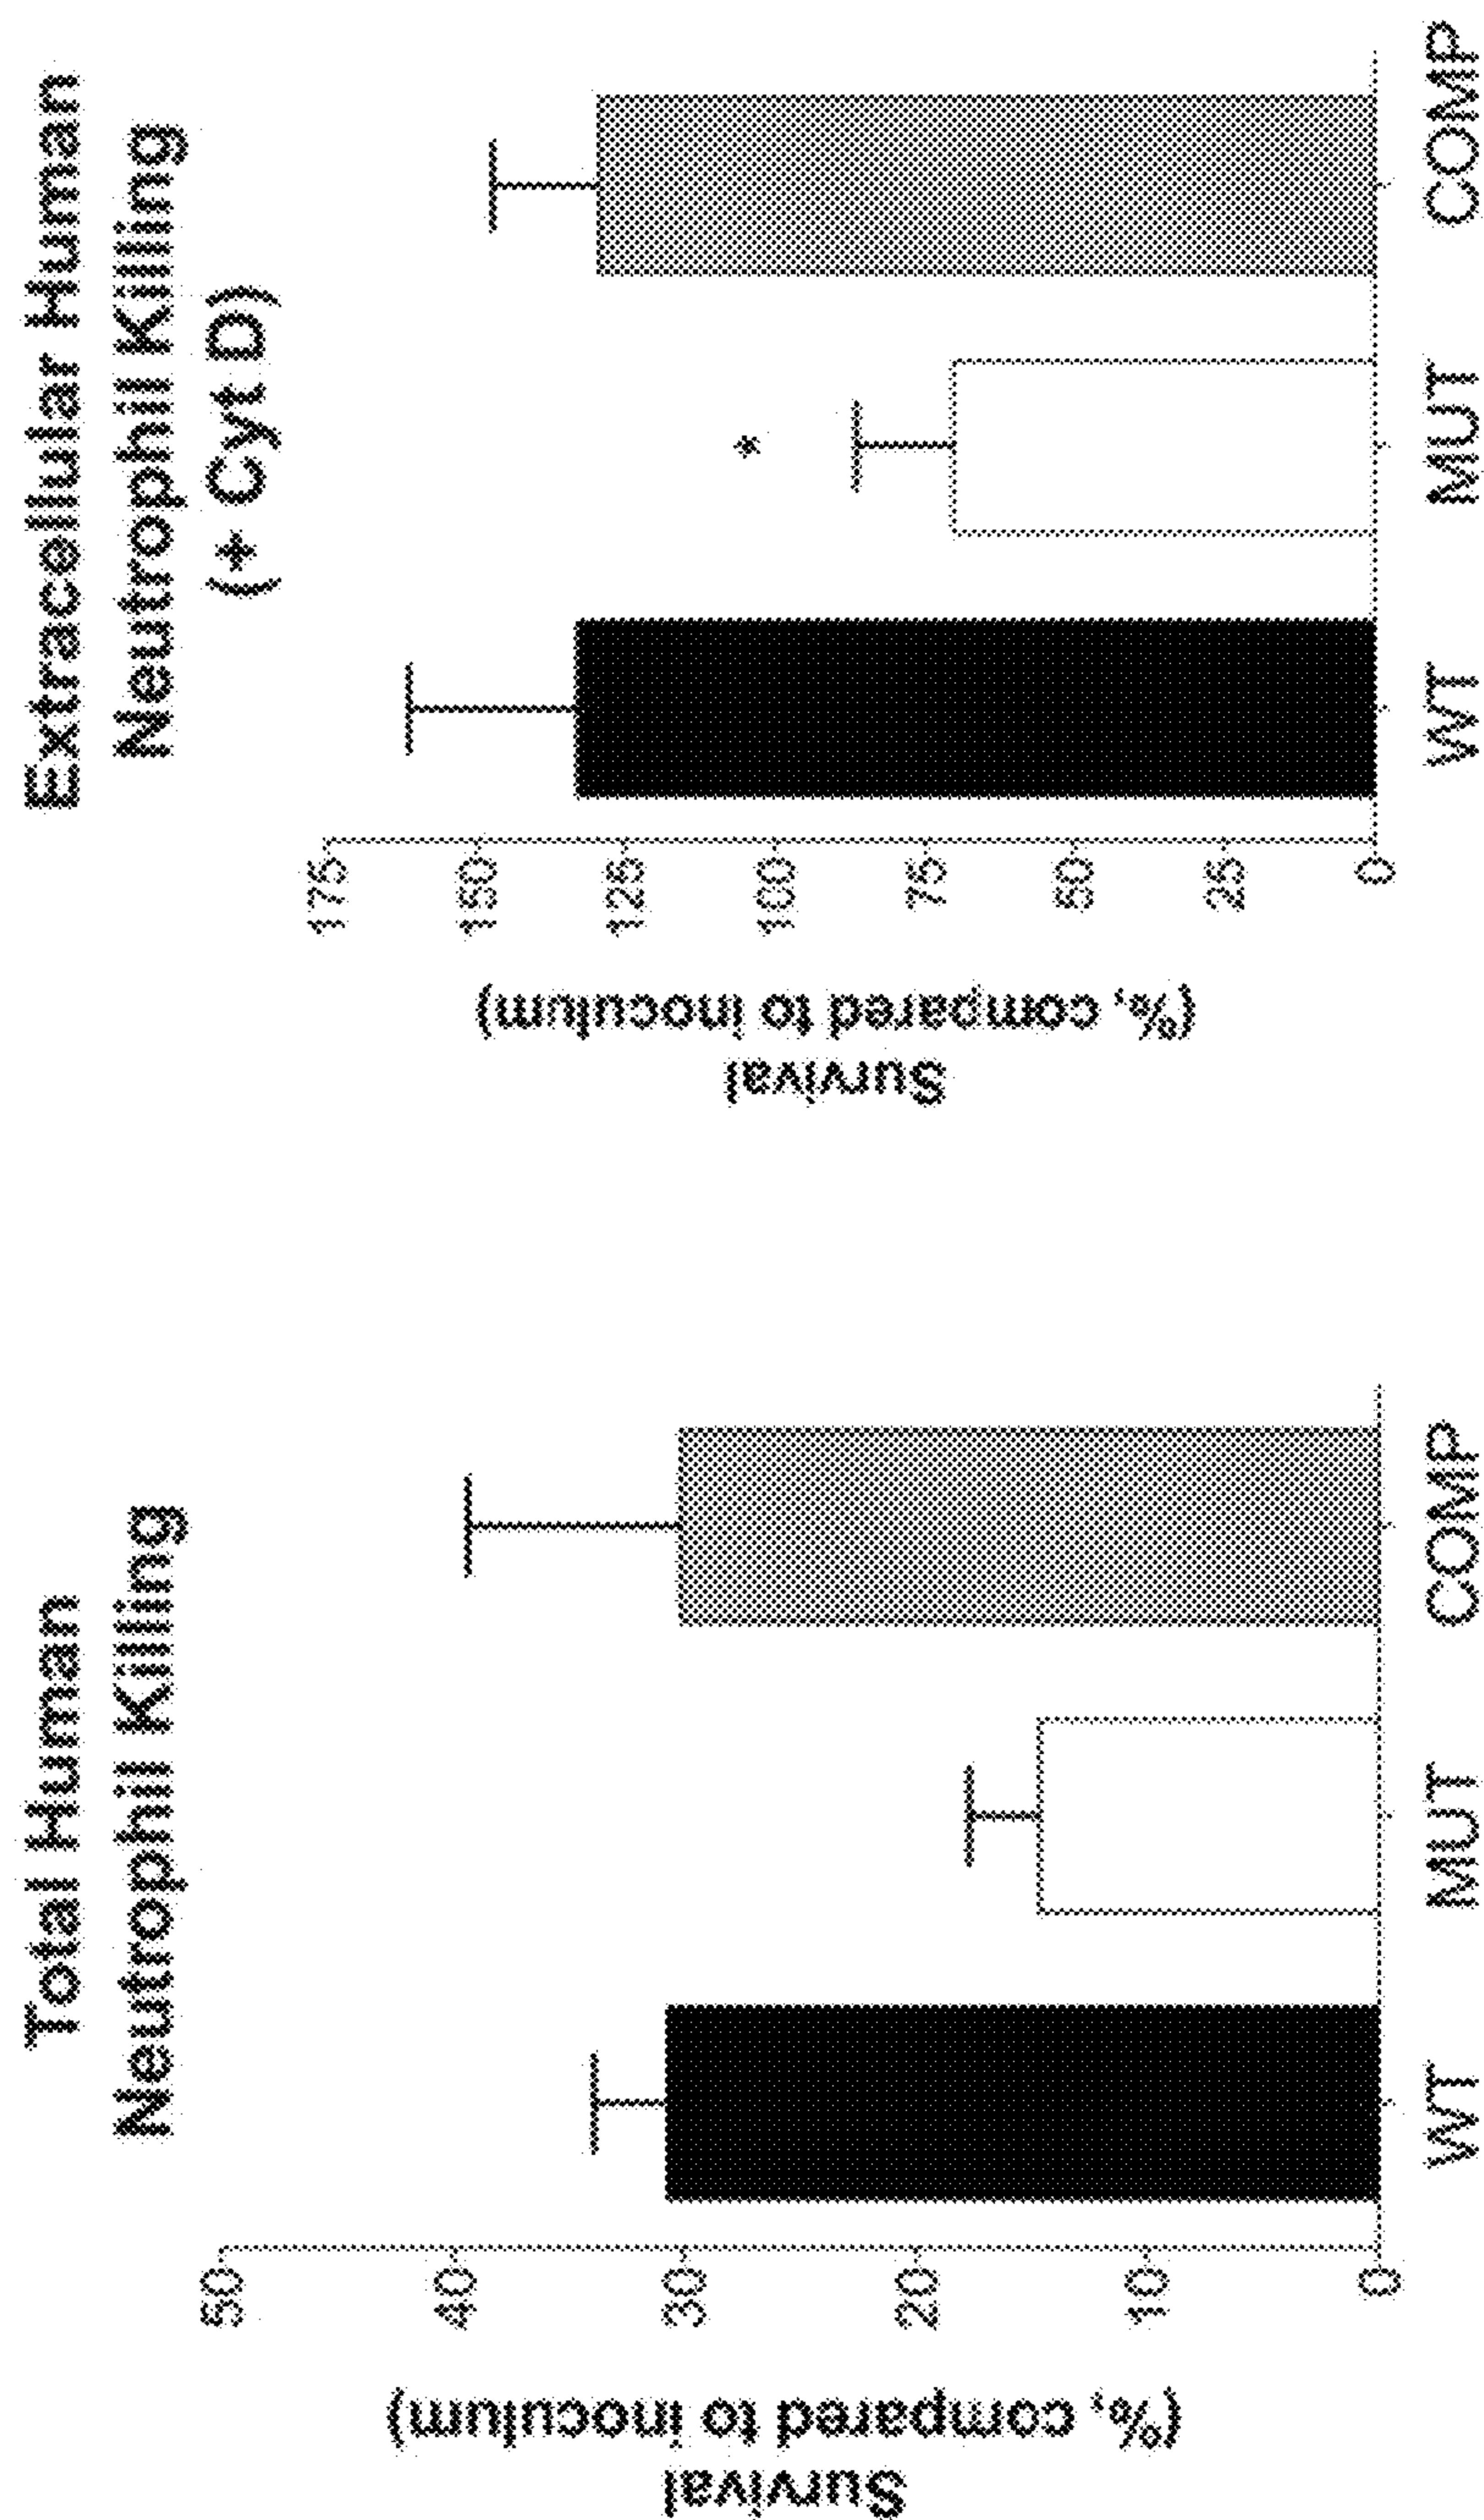 Total Human
Neutrophil Killing
Survival
(%, compared to inoculum)
50
40
30
20
10
0
WT
MUT
COMP
Extracellular Human
Neutrophil Killing
(+ Cyt D)
Survival
(%, compared to inoculum)
175
150
125
100
75
50
25
0
*
WT
MUT
COMP